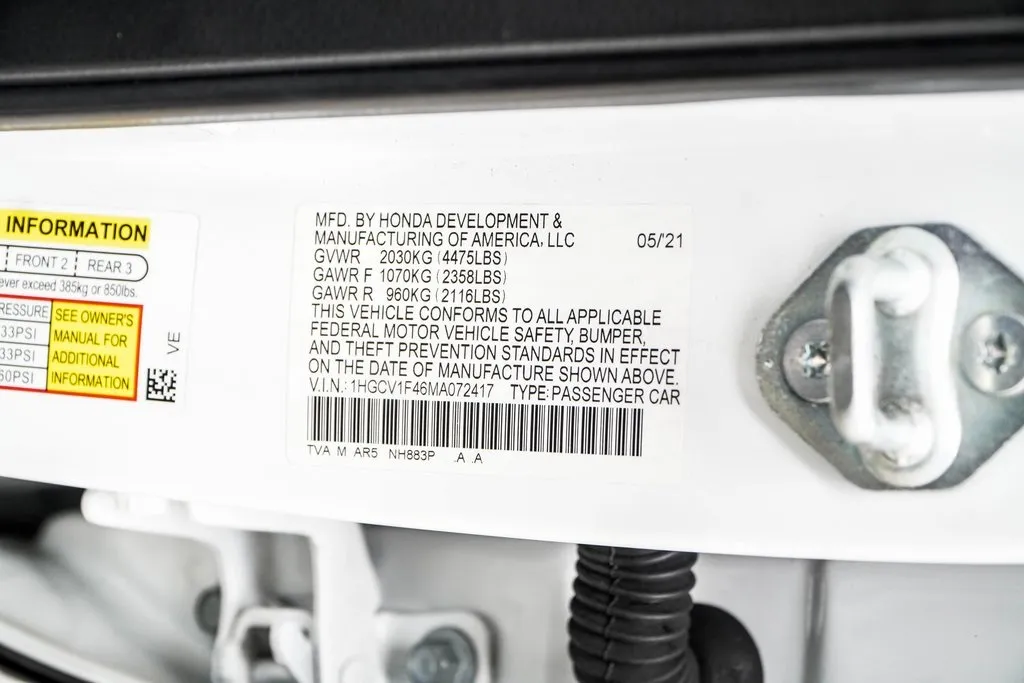 INFORMATION
FRONT 2 REAR 3
ever exceed 385kg or 850lbs.
RESSURE SEE OWNER'S
33PSI MANUAL FOR
33PSI ADDITIONAL
60PSI INFORMATION
VE
MFD. BY HONDA DEVELOPMENT &
MANUFACTURING OF AMERICA, LLC 05/'21
GVWR 2030KG (4475LBS)
GAWR F 1070KG (2358LBS)
GAWR R 960KG (2116LBS)
THIS VEHICLE CONFORMS TO ALL APPLICABLE
FEDERAL MOTOR VEHICLE SAFETY, BUMPER,
AND THEFT PREVENTION STANDARDS IN EFFECT
ON THE DATE OF MANUFACTURE SHOWN ABOVE.
V.I.N.: 1HGCV1F46MA072417 TYPE: PASSENGER CAR
TVA M AR5 NH883P .A .A